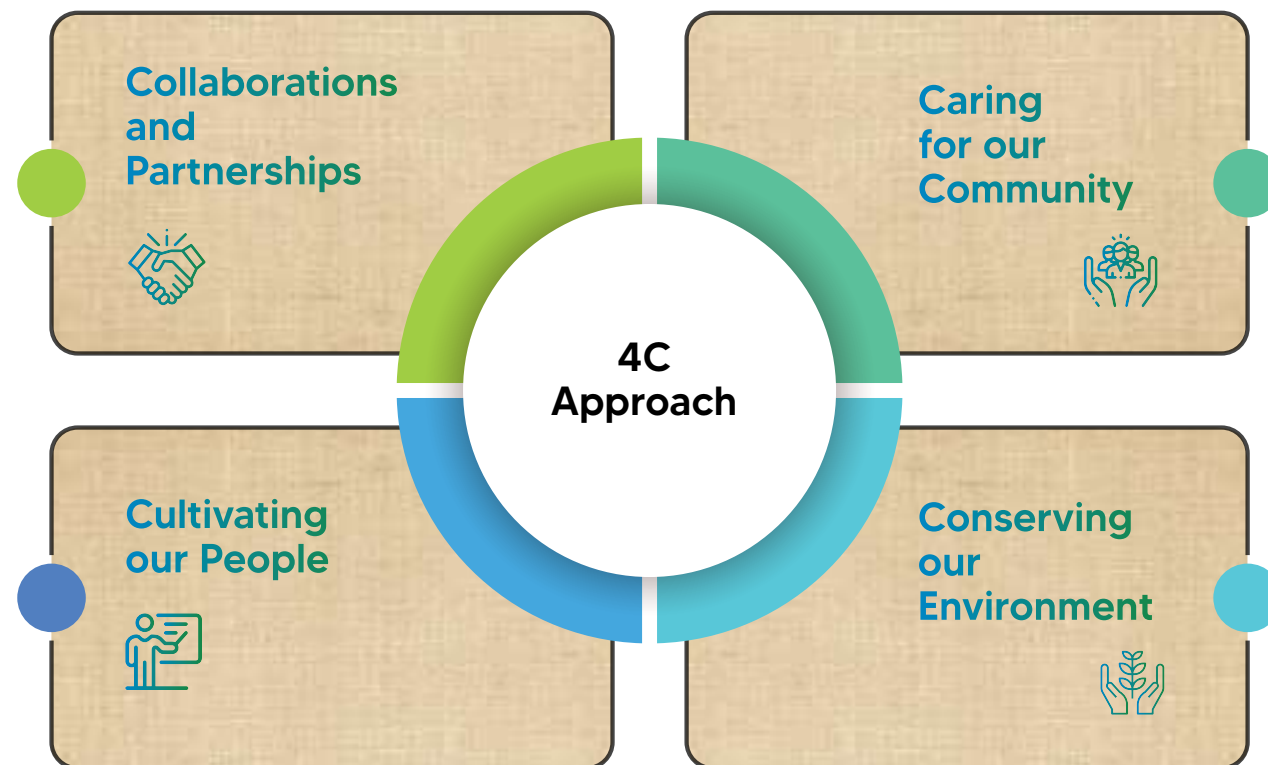 Collaborations
and
Partnerships
Caring
for our
Community
4C
Approach
Cultivating
our People
Conserving
our
Environment